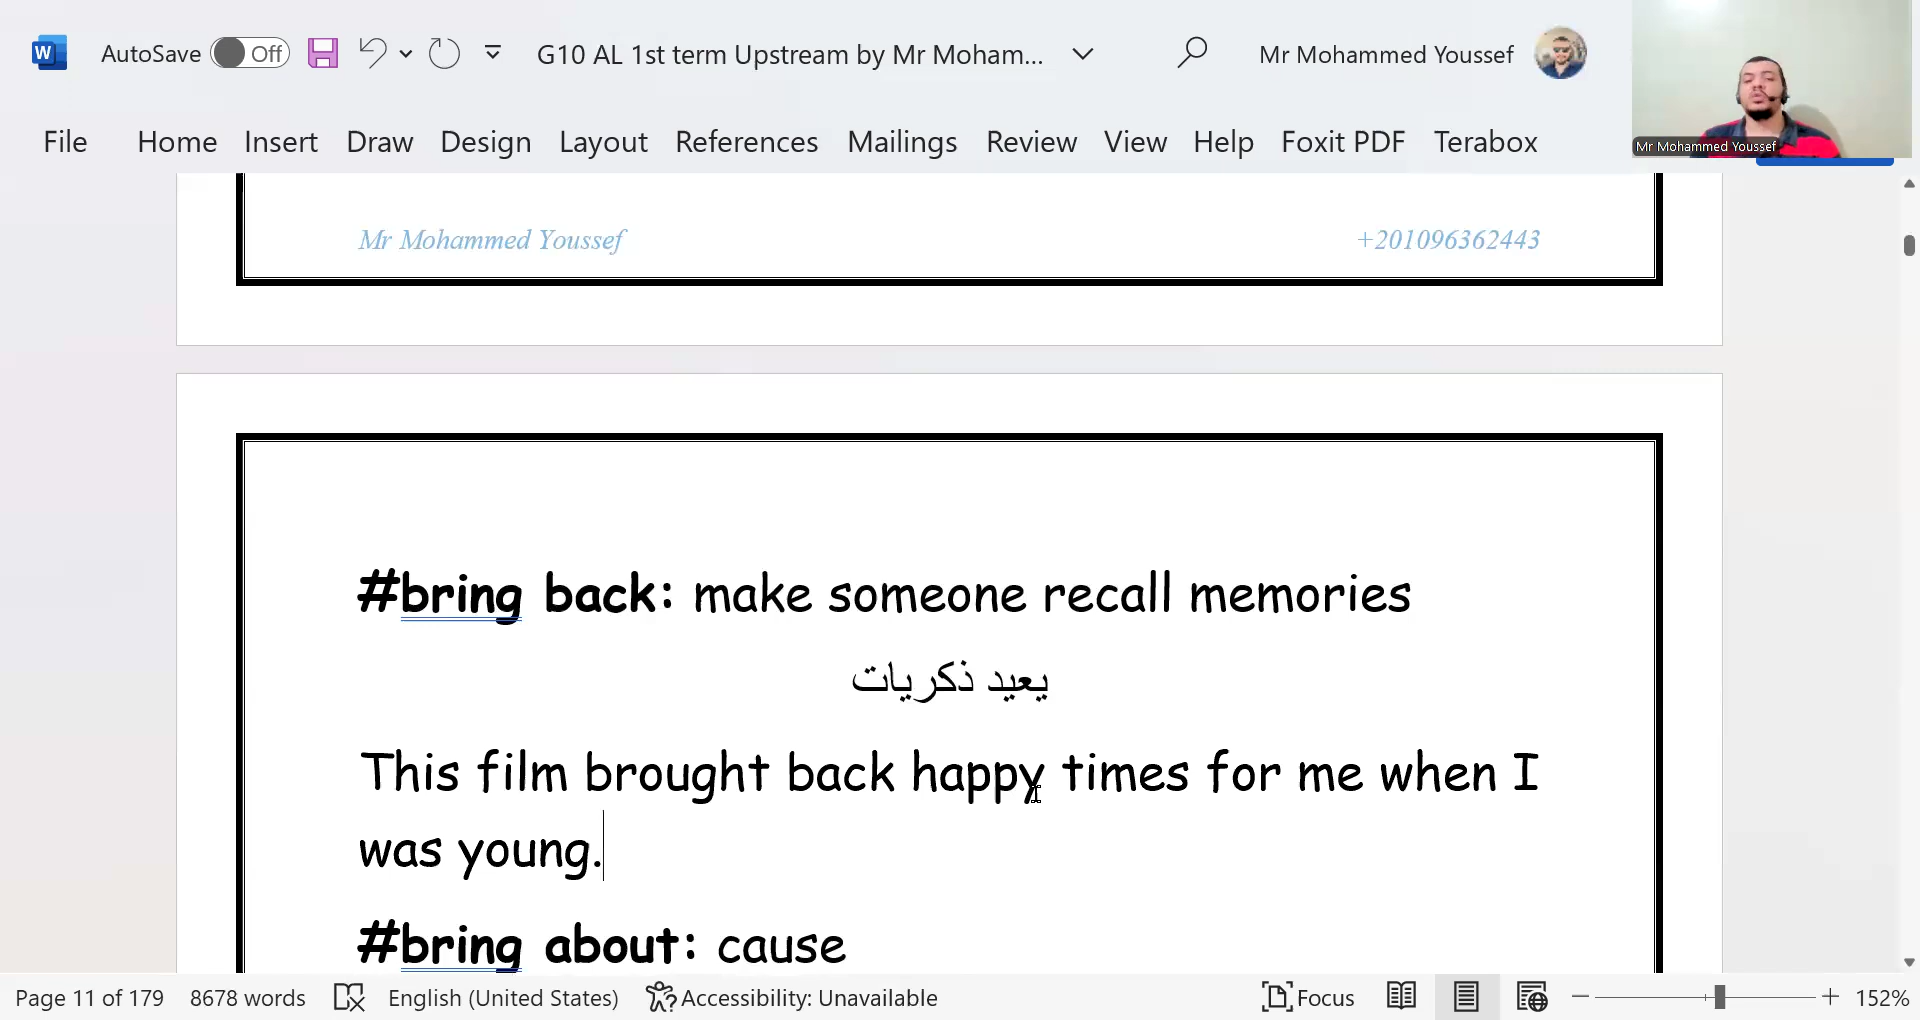 AutoSave Off G10 AL 1st term Upstream by Mr Moham... Mr Mohammed Youssef
File Home Insert Draw Design Layout References Mailings Review View Help Foxit PDF Terabox
Mr Mohammed Youssef
Mr Mohammed Youssef +201096362443
#bring back: make someone recall memories
يعيد ذكريات
This film brought back happy times for me when I
was young.
#bring about: cause
Page 11 of 179 8678 words English (United States) Accessibility: Unavailable Focus 152%